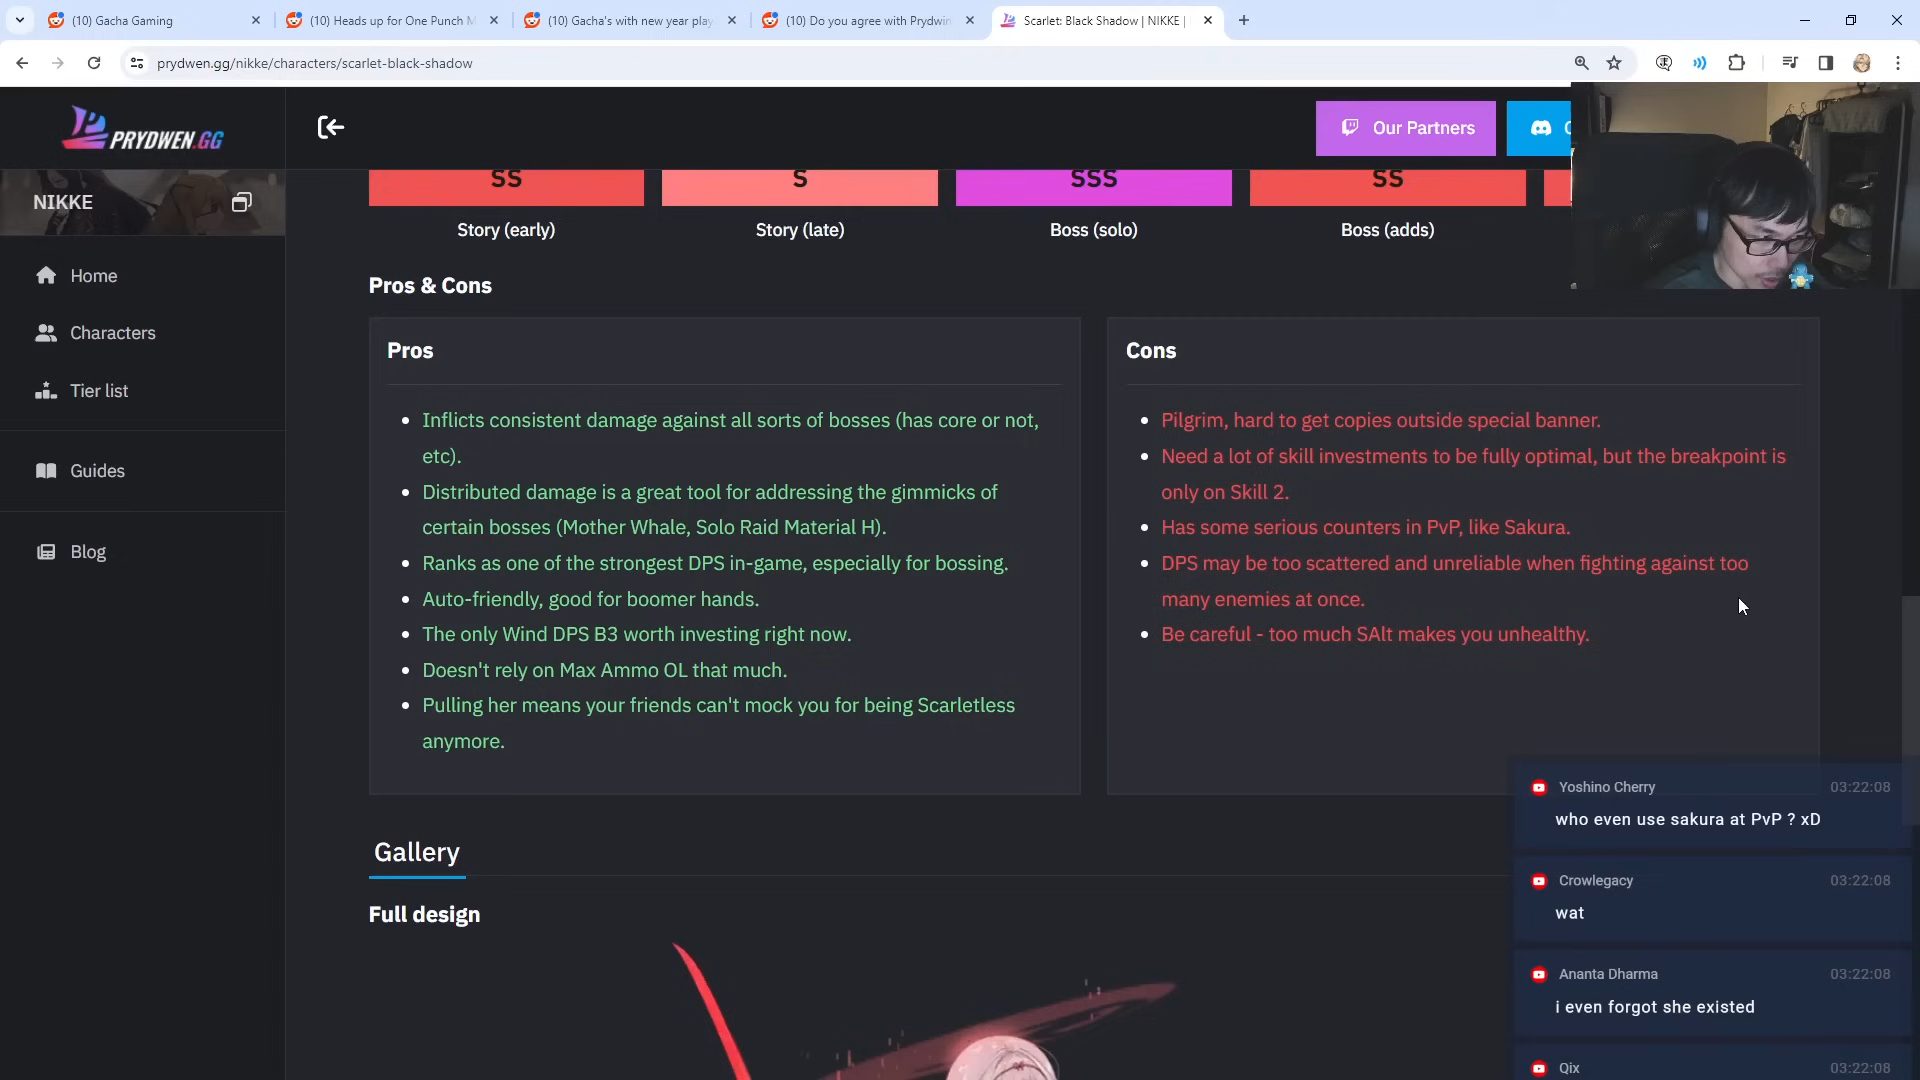 (10) Gacha Gaming
(10) Heads up for One Punch M
(10) Gacha's with new year play
(10) Do you agree with Prydwin
Scarlet: Black Shadow | NIKKE |
prydwen.gg/nikke/characters/scarlet-black-shadow
PRYDWEN.GG
Our Partners
NIKKE
Home
Characters
Tier list
Guides
Blog
SS
S
SSS
SS
Story (early)
Story (late)
Boss (solo)
Boss (adds)
Pros & Cons
Pros
Inflicts consistent damage against all sorts of bosses (has core or not,
etc).
Distributed damage is a great tool for addressing the gimmicks of
certain bosses (Mother Whale, Solo Raid Material H).
Ranks as one of the strongest DPS in-game, especially for bossing.
Auto-friendly, good for boomer hands.
The only Wind DPS B3 worth investing right now.
Doesn't rely on Max Ammo OL that much.
Pulling her means your friends can't mock you for being Scarletless
anymore.
Cons
Pilgrim, hard to get copies outside special banner.
Need a lot of skill investments to be fully optimal, but the breakpoint is
only on Skill 2.
Has some serious counters in PvP, like Sakura.
DPS may be too scattered and unreliable when fighting against too
many enemies at once.
Be careful - too much SAlt makes you unhealthy.
Gallery
Full design
Yoshino Cherry 03:22:08
who even use sakura at PvP ? xD
Crowlegacy 03:22:08
wat
Ananta Dharma 03:22:08
i even forgot she existed
Qix 03:22:08